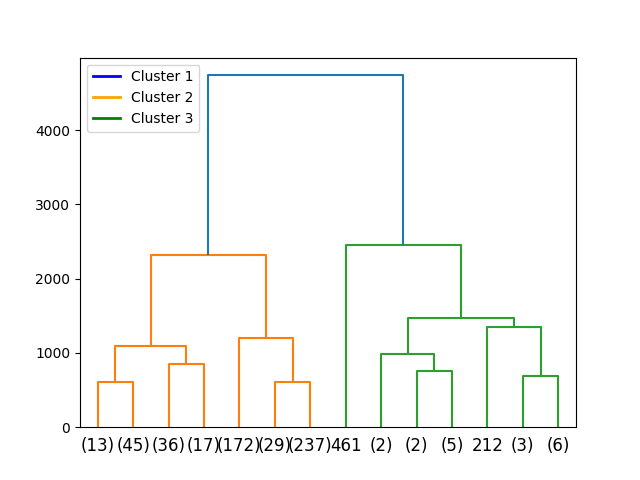 Cluster 1
Cluster 2
Cluster 3
4000
3000
2000
1000
0
(13) (45) (36) (17) (172) (29) (237) 461 (2) (2) (5) 212 (3) (6)